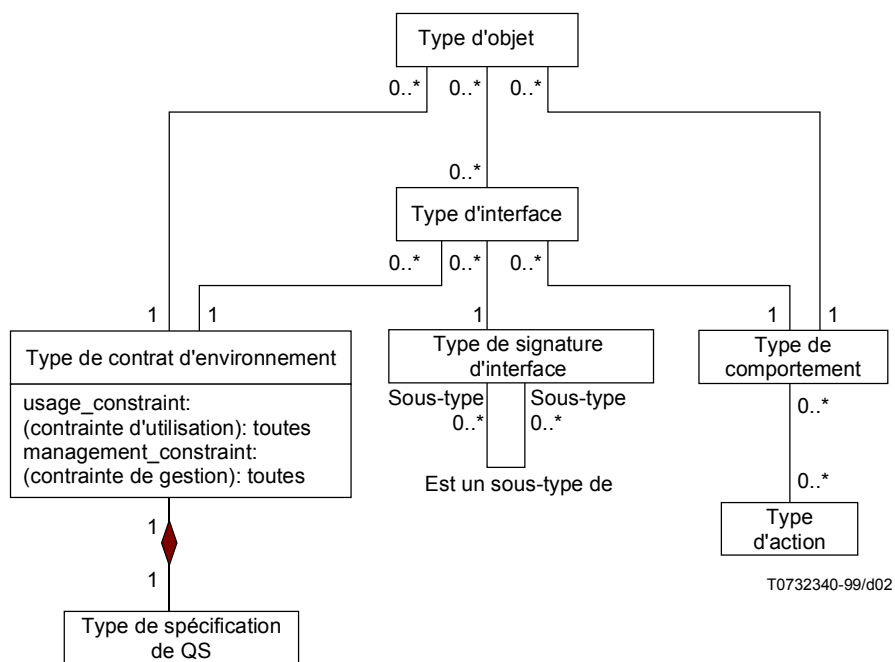 Type d'objet
0..* 0..* 0..*
0..*
Type d'interface
0..* 0..* 0..*
1 1 1 1 1
Type de contrat d'environnement
usage_constraint:
(contrainte d'utilisation): toutes
management_constraint:
(contrainte de gestion): toutes
Type de signature
d'interface
Sous-type Sous-type
0..* 0..*
Est un sous-type de
Type de
comportement
0..*
0..*
Type
d'action
1
1
Type de spécification
de QS
T0732340-99/d02